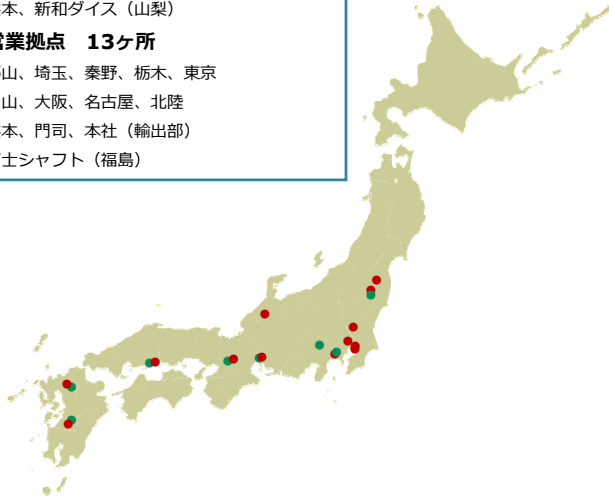 本、新和ダイス（山梨）
営業拠点　13ヶ所
山、埼玉、秦野、栃木、東京
山、大阪、名古屋、北陸
本、門司、本社（輸出部）
士シャフト（福島）